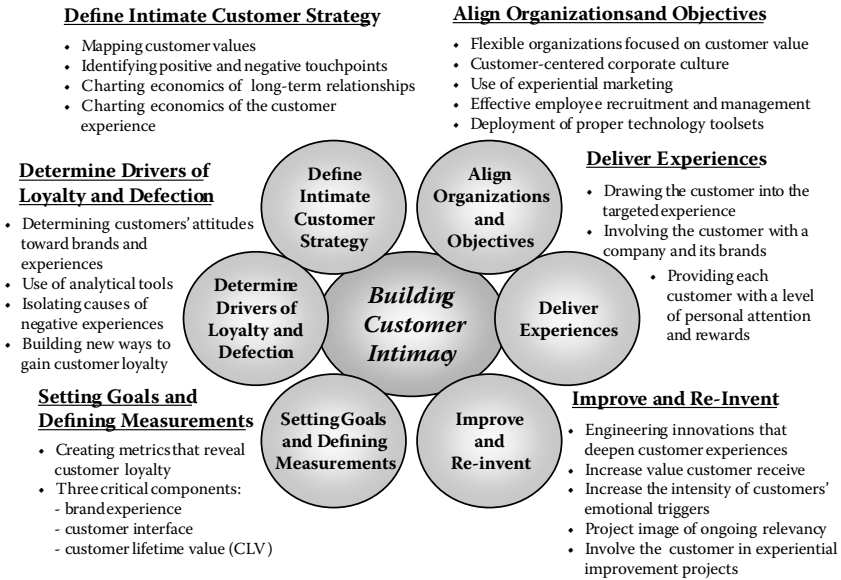 Define Intimate Customer Strategy
• Mapping customer values
• Identifying positive and negative touchpoints
• Charting economics of long-term relationships
• Charting economics of the customer
experience
Align Organizationsand Objectives
• Flexible organizations focused on customer value
• Customer-centered corporate culture
• Use of experiential marketing
• Effective employee recruitment and management
• Deployment of proper technology toolsets
Determine Drivers of
Loyalty and Defection
• Determining customers' attitudes
toward brands and
experiences
• Use of analytical tools
• Isolating causes of
negative experiences
• Building new ways to
gain customer loyalty
Define
Intimate
Customer
Strategy
Align
Organizations
and
Objectives
Deliver Experiences
• Drawing the customer into the
targeted experience
• Involving the customer with a
company and its brands
• Providing each
customer with a level
of personal attention
and rewards
Determine
Drivers of
Loyalty and
Defection
Building
Customer
Intimacy
Deliver
Experiences
Setting Goals and
Defining Measurements
• Creating metrics that reveal
customer loyalty
• Three critical components:
- brand experience
- customer interface
- customer lifetime value (CLV)
Setting Goals
and Defining
Measurements
Improve
and
Re-invent
Improve and Re-Invent
• Engineering innovations that
deepen customer experiences
• Increase value customer receive
• Increase the intensity of customers'
emotional triggers
• Project image of ongoing relevancy
• Involve the customer in experiential
improvement projects